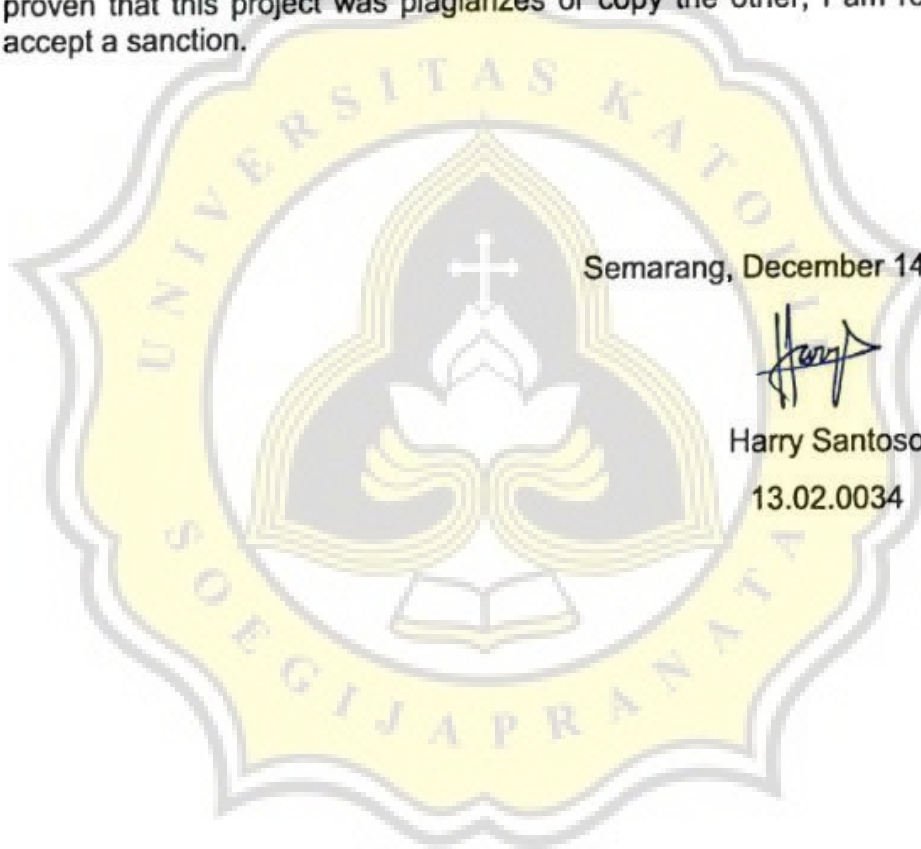 proven that this project was plagiarizes or copy the other, I am
accept a sanction.
UNIVERSITAS KATOLIK
Semarang, December 14
Harry Santoso
13.02.0034
SOEGIJAPRANATA